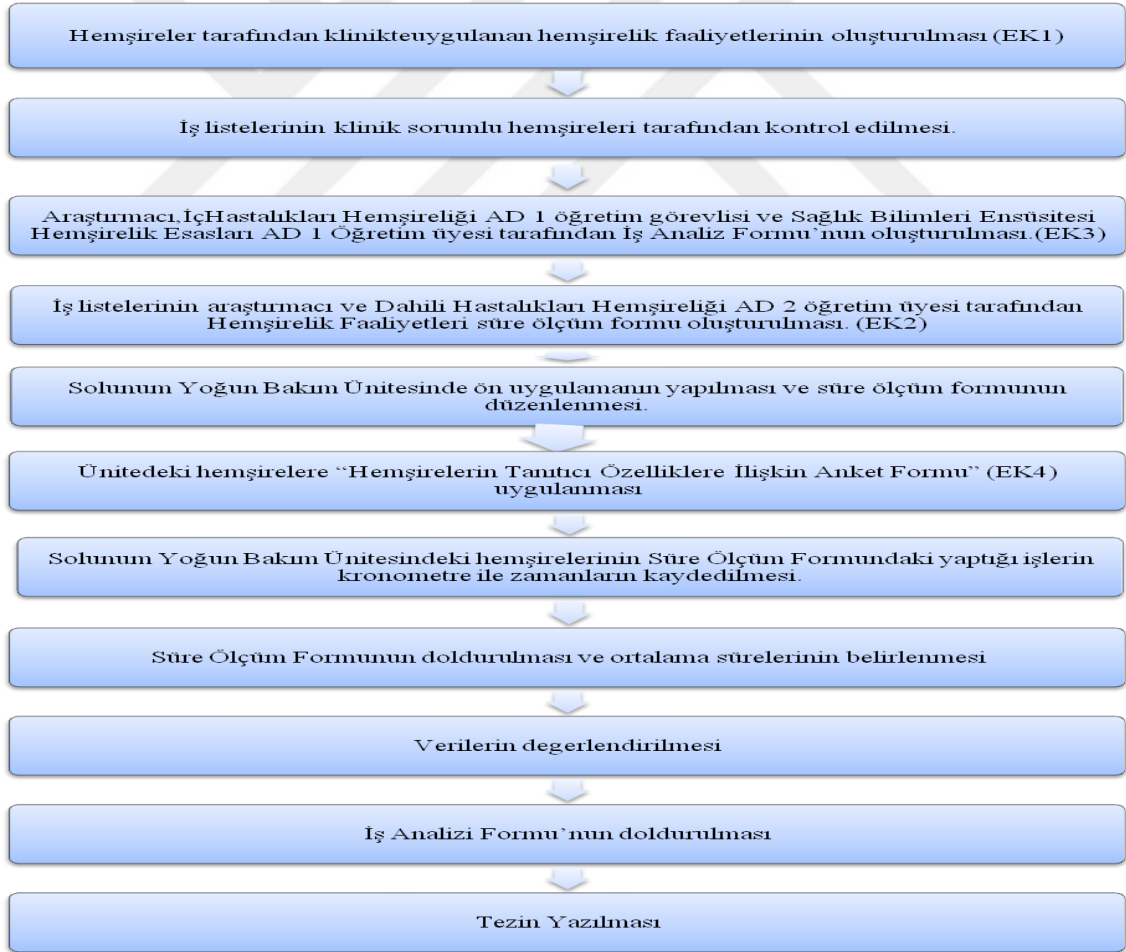 Hemşireler tarafından klinikteuygulanan hemşirelik faaliyetlerinin oluşturulması (EK1)
İş listelerinin klinik sorumlu hemşireleri tarafından kontrol edilmesi.
Araştırmacı,İçHastalıkları Hemşireliği AD 1 öğretim görevlisi ve Sağlık Bilimleri Ensüsitesi
Hemşirelik Esasları AD 1 Öğretim üyesi tarafından İş Analiz Formu’nun oluşturulması.(EK3)
İş listelerinin araştırmacı ve Dahili Hastalıkları Hemşireliği AD 2 öğretim üyesi tarafından
Hemşirelik Faaliyetleri süre ölçüm formu oluşturulması. (EK2)
Solunum Yoğun Bakım Ünitesinde ön uygulamanın yapılması ve süre ölçüm formunun
düzenlenmesi.
Ünitedeki hemşirelere “Hemşirelerin Tanıtıcı Özelliklere İlişkin Anket Formu” (EK4)
uygulanması
Solunum Yoğun Bakım Ünitesindeki hemşirelerinin Süre Ölçüm Formundaki yaptığı işlerin
kronometre ile zamanların kaydedilmesi.
Süre Ölçüm Formunun doldurulması ve ortalama sürelerinin belirlenmesi
Verilerin degerlendirilmesi
İş Analizi Formu’nun doldurulması
Tezin Yazılması